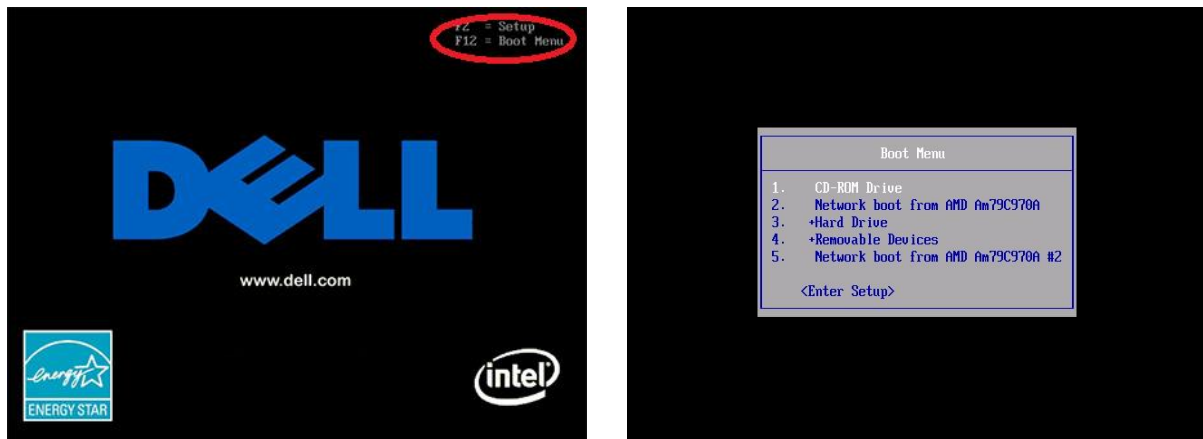 F2 = Setup
F12 = Boot Menu
DELL
www.dell.com
energy
ENERGY STAR
intel
Boot Menu
1. CD-ROM Drive
2. Network boot from AMD Am79C970A
3. +Hard Drive
4. +Removable Devices
5. Network boot from AMD Am79C970A #2
<Enter Setup>